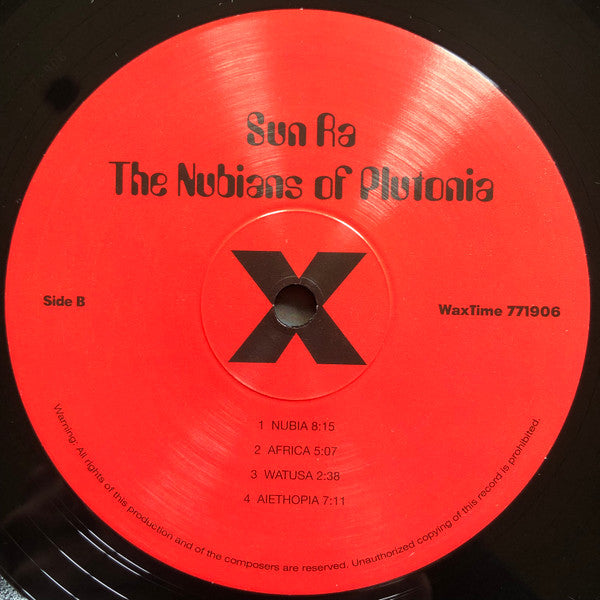 Sun Ra
The Nubians of Plutonia
X
Side B
WaxTime 771906
1 NUBIA 8:15
2 AFRICA 5:07
3 WATUSA 2:38
4 AIETHOPIA 7:11
Warning: All rights of this production and of the composers are reserved. Unauthorized copying of this record is prohibited.